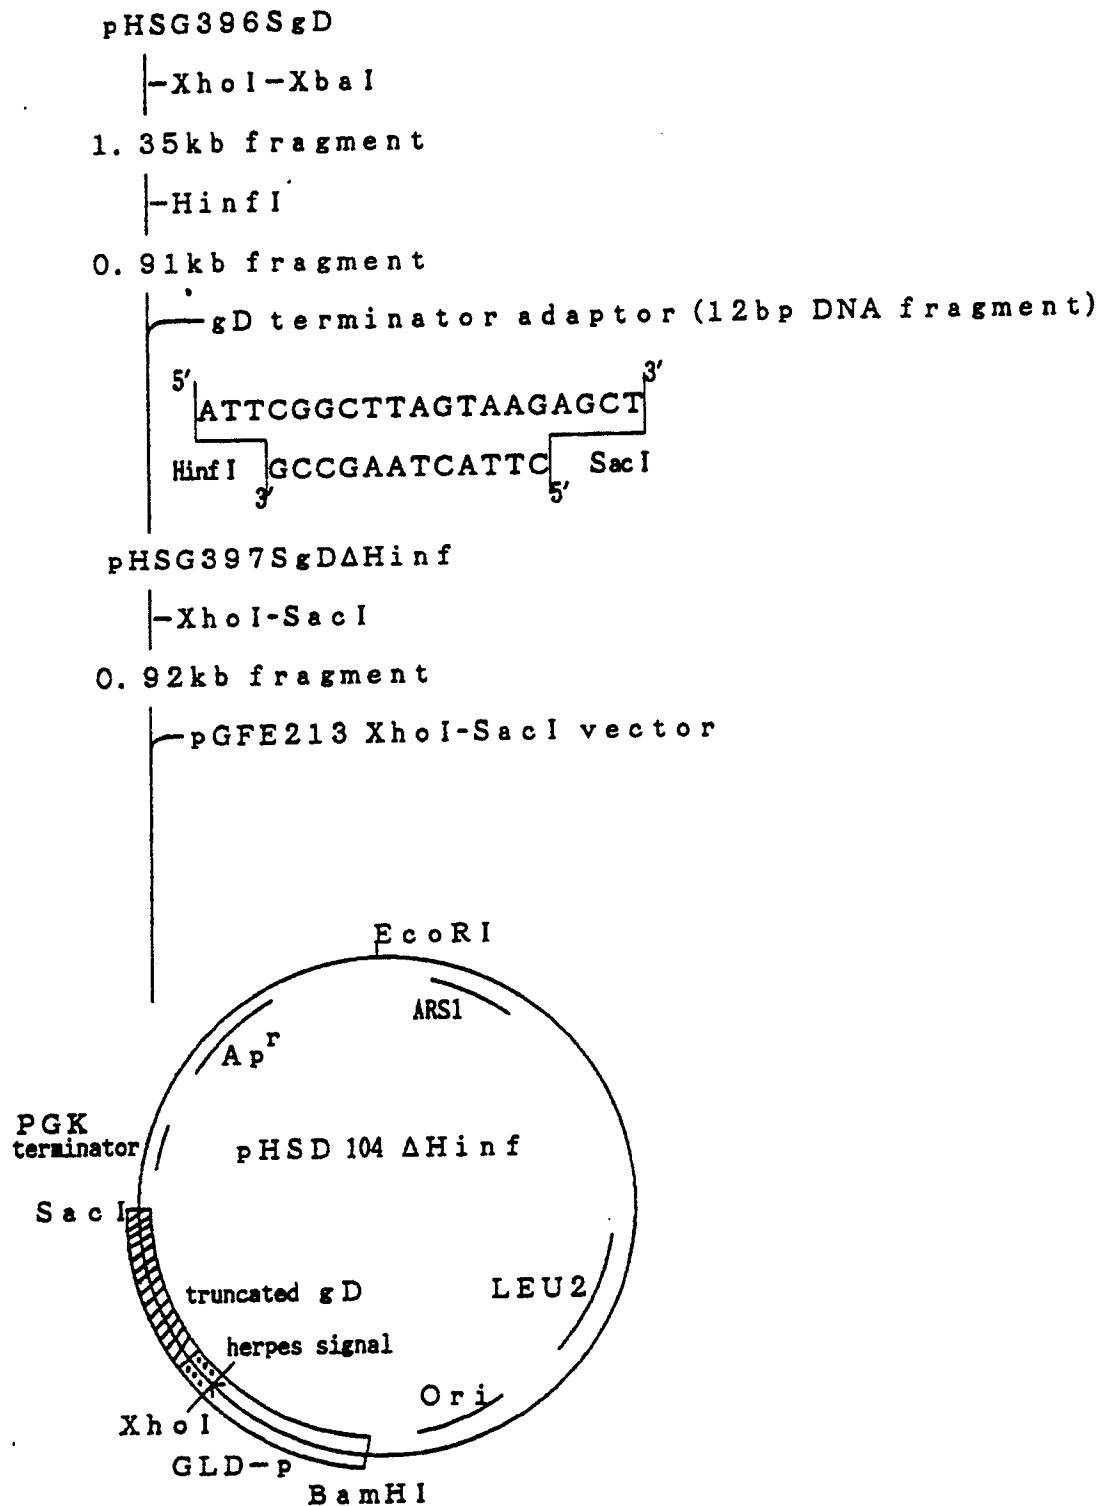 pHSG396SgD
XhoI-XbaI
1.35kb fragment
HinfI
0.91kb fragment
gD terminator adaptor (12bp DNA fragment)
5′ 3′
ATTCGGCTTAGTAAGAGCT
HinfI GCCGAATCATTC SacI
3′ 5′
pHSG397SgDΔHinf
XhoI-SacI
0.92kb fragment
pGFE213 XhoI-SacI vector
EcoRI
ARS1
Apr
PGK
terminator
pHSD 104 ΔHinf
SacI
truncated gD
LEU2
herpes signal
Ori
XhoI
GLD-p
BamHI